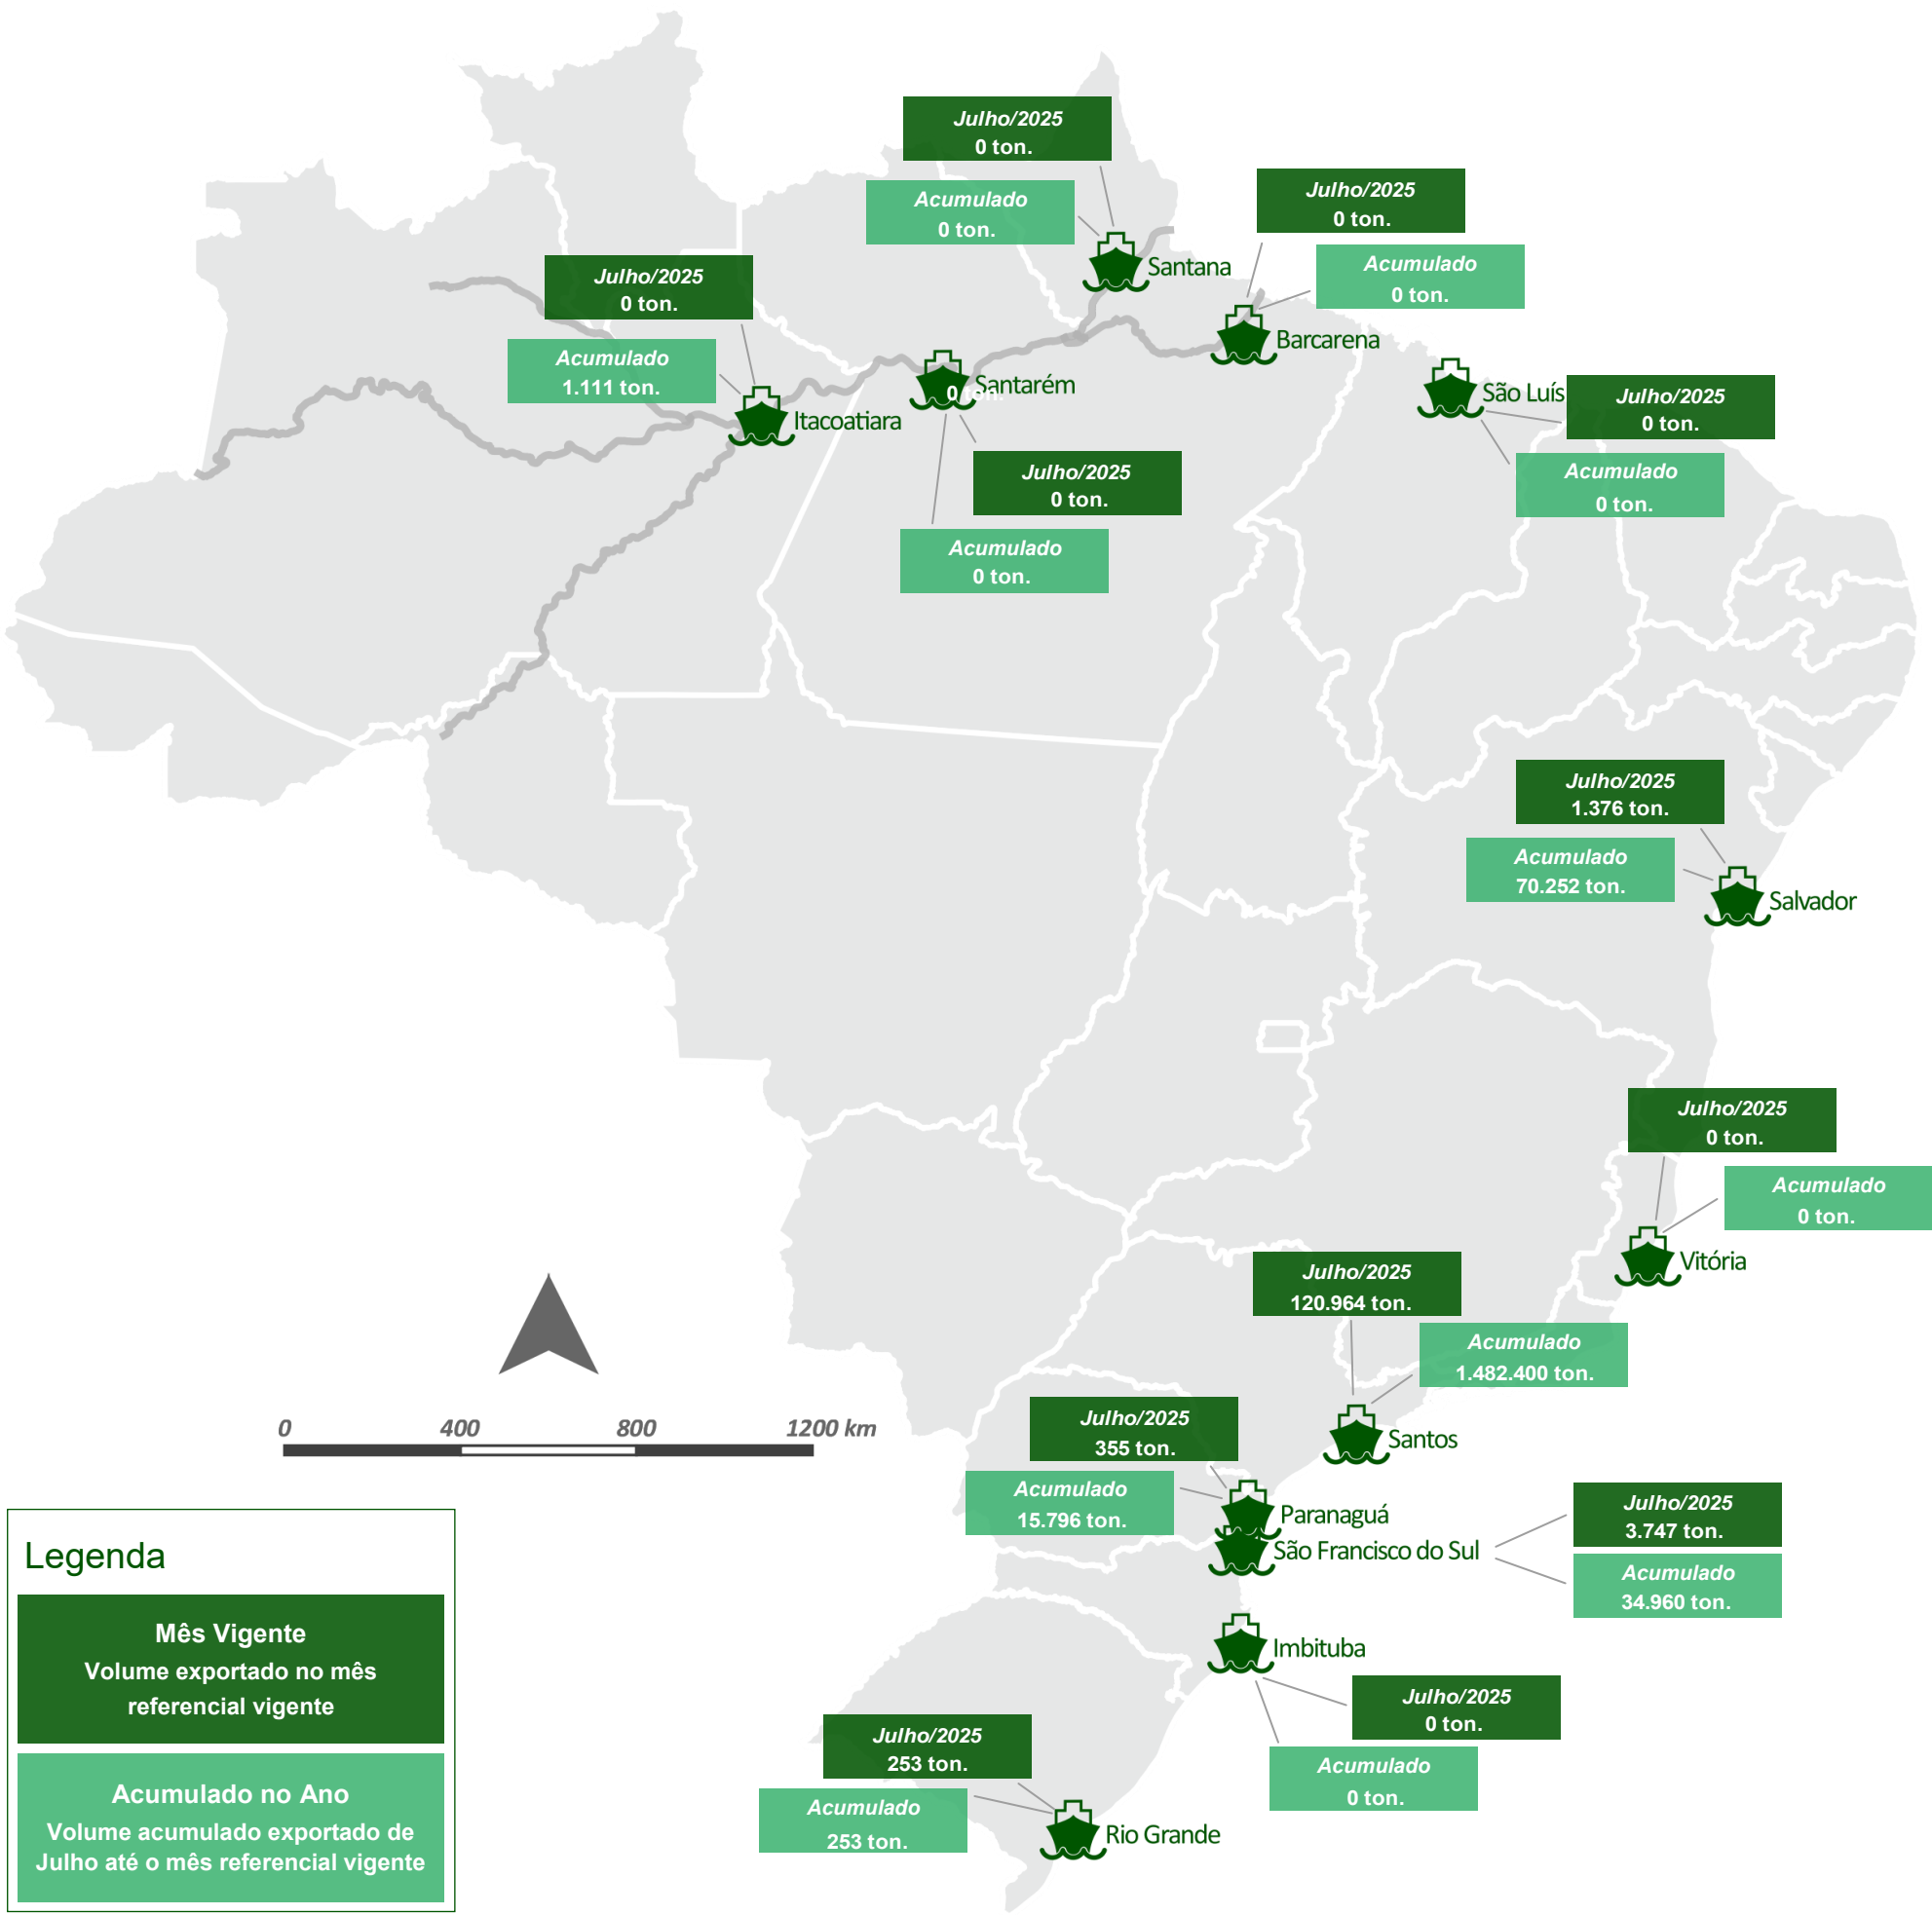 Julho/2025
0 ton.
Acumulado
0 ton.
Santana
Julho/2025
0 ton.
Acumulado
0 ton.
Barcarena
Julho/2025
0 ton.
Acumulado
1.111 ton.
Itacoatiara
Santarém
0 ton.
Julho/2025
0 ton.
Acumulado
0 ton.
São Luís
Julho/2025
0 ton.
Acumulado
0 ton.
Julho/2025
1.376 ton.
Acumulado
70.252 ton.
Salvador
Julho/2025
0 ton.
Acumulado
0 ton.
Vitória
Julho/2025
120.964 ton.
Acumulado
1.482.400 ton.
Santos
Julho/2025
355 ton.
Acumulado
15.796 ton.
Paranaguá
São Francisco do Sul
Julho/2025
3.747 ton.
Acumulado
34.960 ton.
Imbituba
Julho/2025
0 ton.
Acumulado
0 ton.
Julho/2025
253 ton.
Acumulado
253 ton.
Rio Grande
0 400 800 1200 km
Legenda
Mês Vigente
Volume exportado no mês
referencial vigente
Acumulado no Ano
Volume acumulado exportado de
Julho até o mês referencial vigente